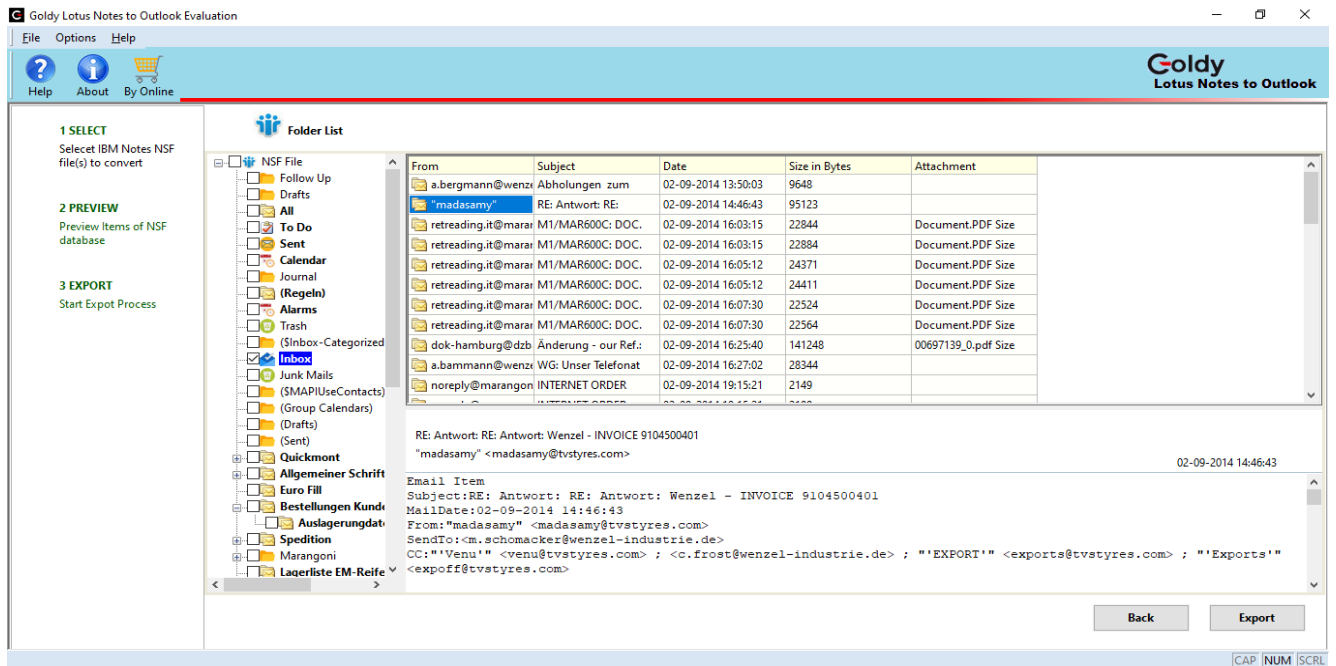 Goldy Lotus Notes to Outlook Evaluation
File Options Help
Help About By Online
Goldy
Lotus Notes to Outlook
1 SELECT
Selecet IBM Notes NSF
file(s) to convert
2 PREVIEW
Preview Items of NSF
database
3 EXPORT
Start Expot Process
Folder List
NSF File
Follow Up
Drafts
All
To Do
Sent
Calendar
Journal
(Regeln)
Alarms
Trash
($Inbox-Categorized
Inbox
Junk Mails
($MAPIUseContacts)
(Group Calendars)
(Drafts)
(Sent)
Quickmont
Allgemeiner Schrift
Euro Fill
Bestellungen Kunde
Auslagerungdat
Spedition
Marangoni
Lagerliste EM-Reife
From Subject Date Size in Bytes Attachment
a.bergmann@wenze Abholungen zum 02-09-2014 13:50:03 9648
"madasamy" RE: Antwort: RE: 02-09-2014 14:46:43 95123
retreading.it@marar M1/MAR600C: DOC. 02-09-2014 16:03:15 22844 Document.PDF Size
retreading.it@marar M1/MAR600C: DOC. 02-09-2014 16:03:15 22884 Document.PDF Size
retreading.it@marar M1/MAR600C: DOC. 02-09-2014 16:05:12 24371 Document.PDF Size
retreading.it@marar M1/MAR600C: DOC. 02-09-2014 16:05:12 24411 Document.PDF Size
retreading.it@marar M1/MAR600C: DOC. 02-09-2014 16:07:30 22524 Document.PDF Size
retreading.it@marar M1/MAR600C: DOC. 02-09-2014 16:07:30 22564 Document.PDF Size
dok-hamburg@dzb Änderung - our Ref.: 02-09-2014 16:25:40 141248 00697139_0.pdf Size
a.bammann@wenze WG: Unser Telefonat 02-09-2014 16:27:02 28344
noreply@marangon INTERNET ORDER 02-09-2014 19:15:21 2149
RE: Antwort: RE: Antwort: Wenzel - INVOICE 9104500401
"madasamy" <madasamy@tvstyres.com>
02-09-2014 14:46:43
Email Item
Subject:RE: Antwort: RE: Antwort: Wenzel - INVOICE 9104500401
MailDate:02-09-2014 14:46:43
From:"madasamy" <madasamy@tvstyres.com>
SendTo:<m.schomacker@wenzel-industrie.de>
CC:"'Venu'" <venu@tvstyres.com> ; <c.frost@wenzel-industrie.de> ; "'EXPORT'" <exports@tvstyres.com> ; "'Exports'"
<expoff@tvstyres.com>
Back Export
CAP NUM SCRL